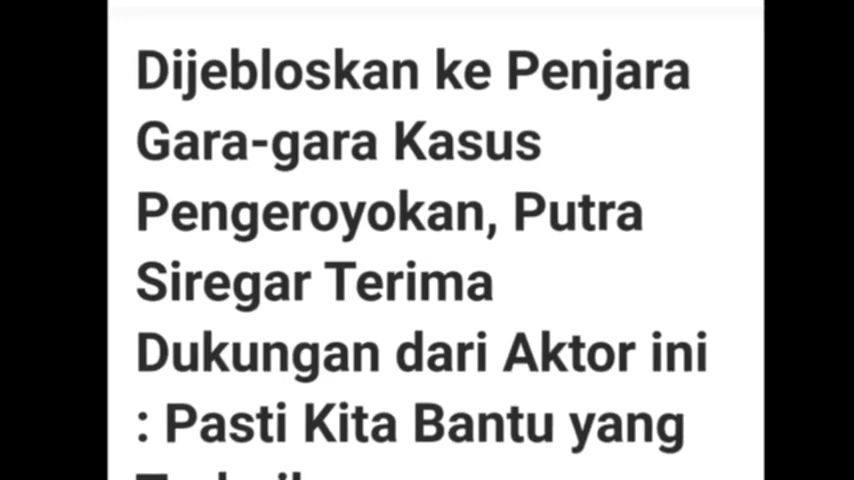 Dijebloskan ke Penjara
Gara-gara Kasus
Pengeroyokan, Putra
Siregar Terima
Dukungan dari Aktor ini
: Pasti Kita Bantu yang